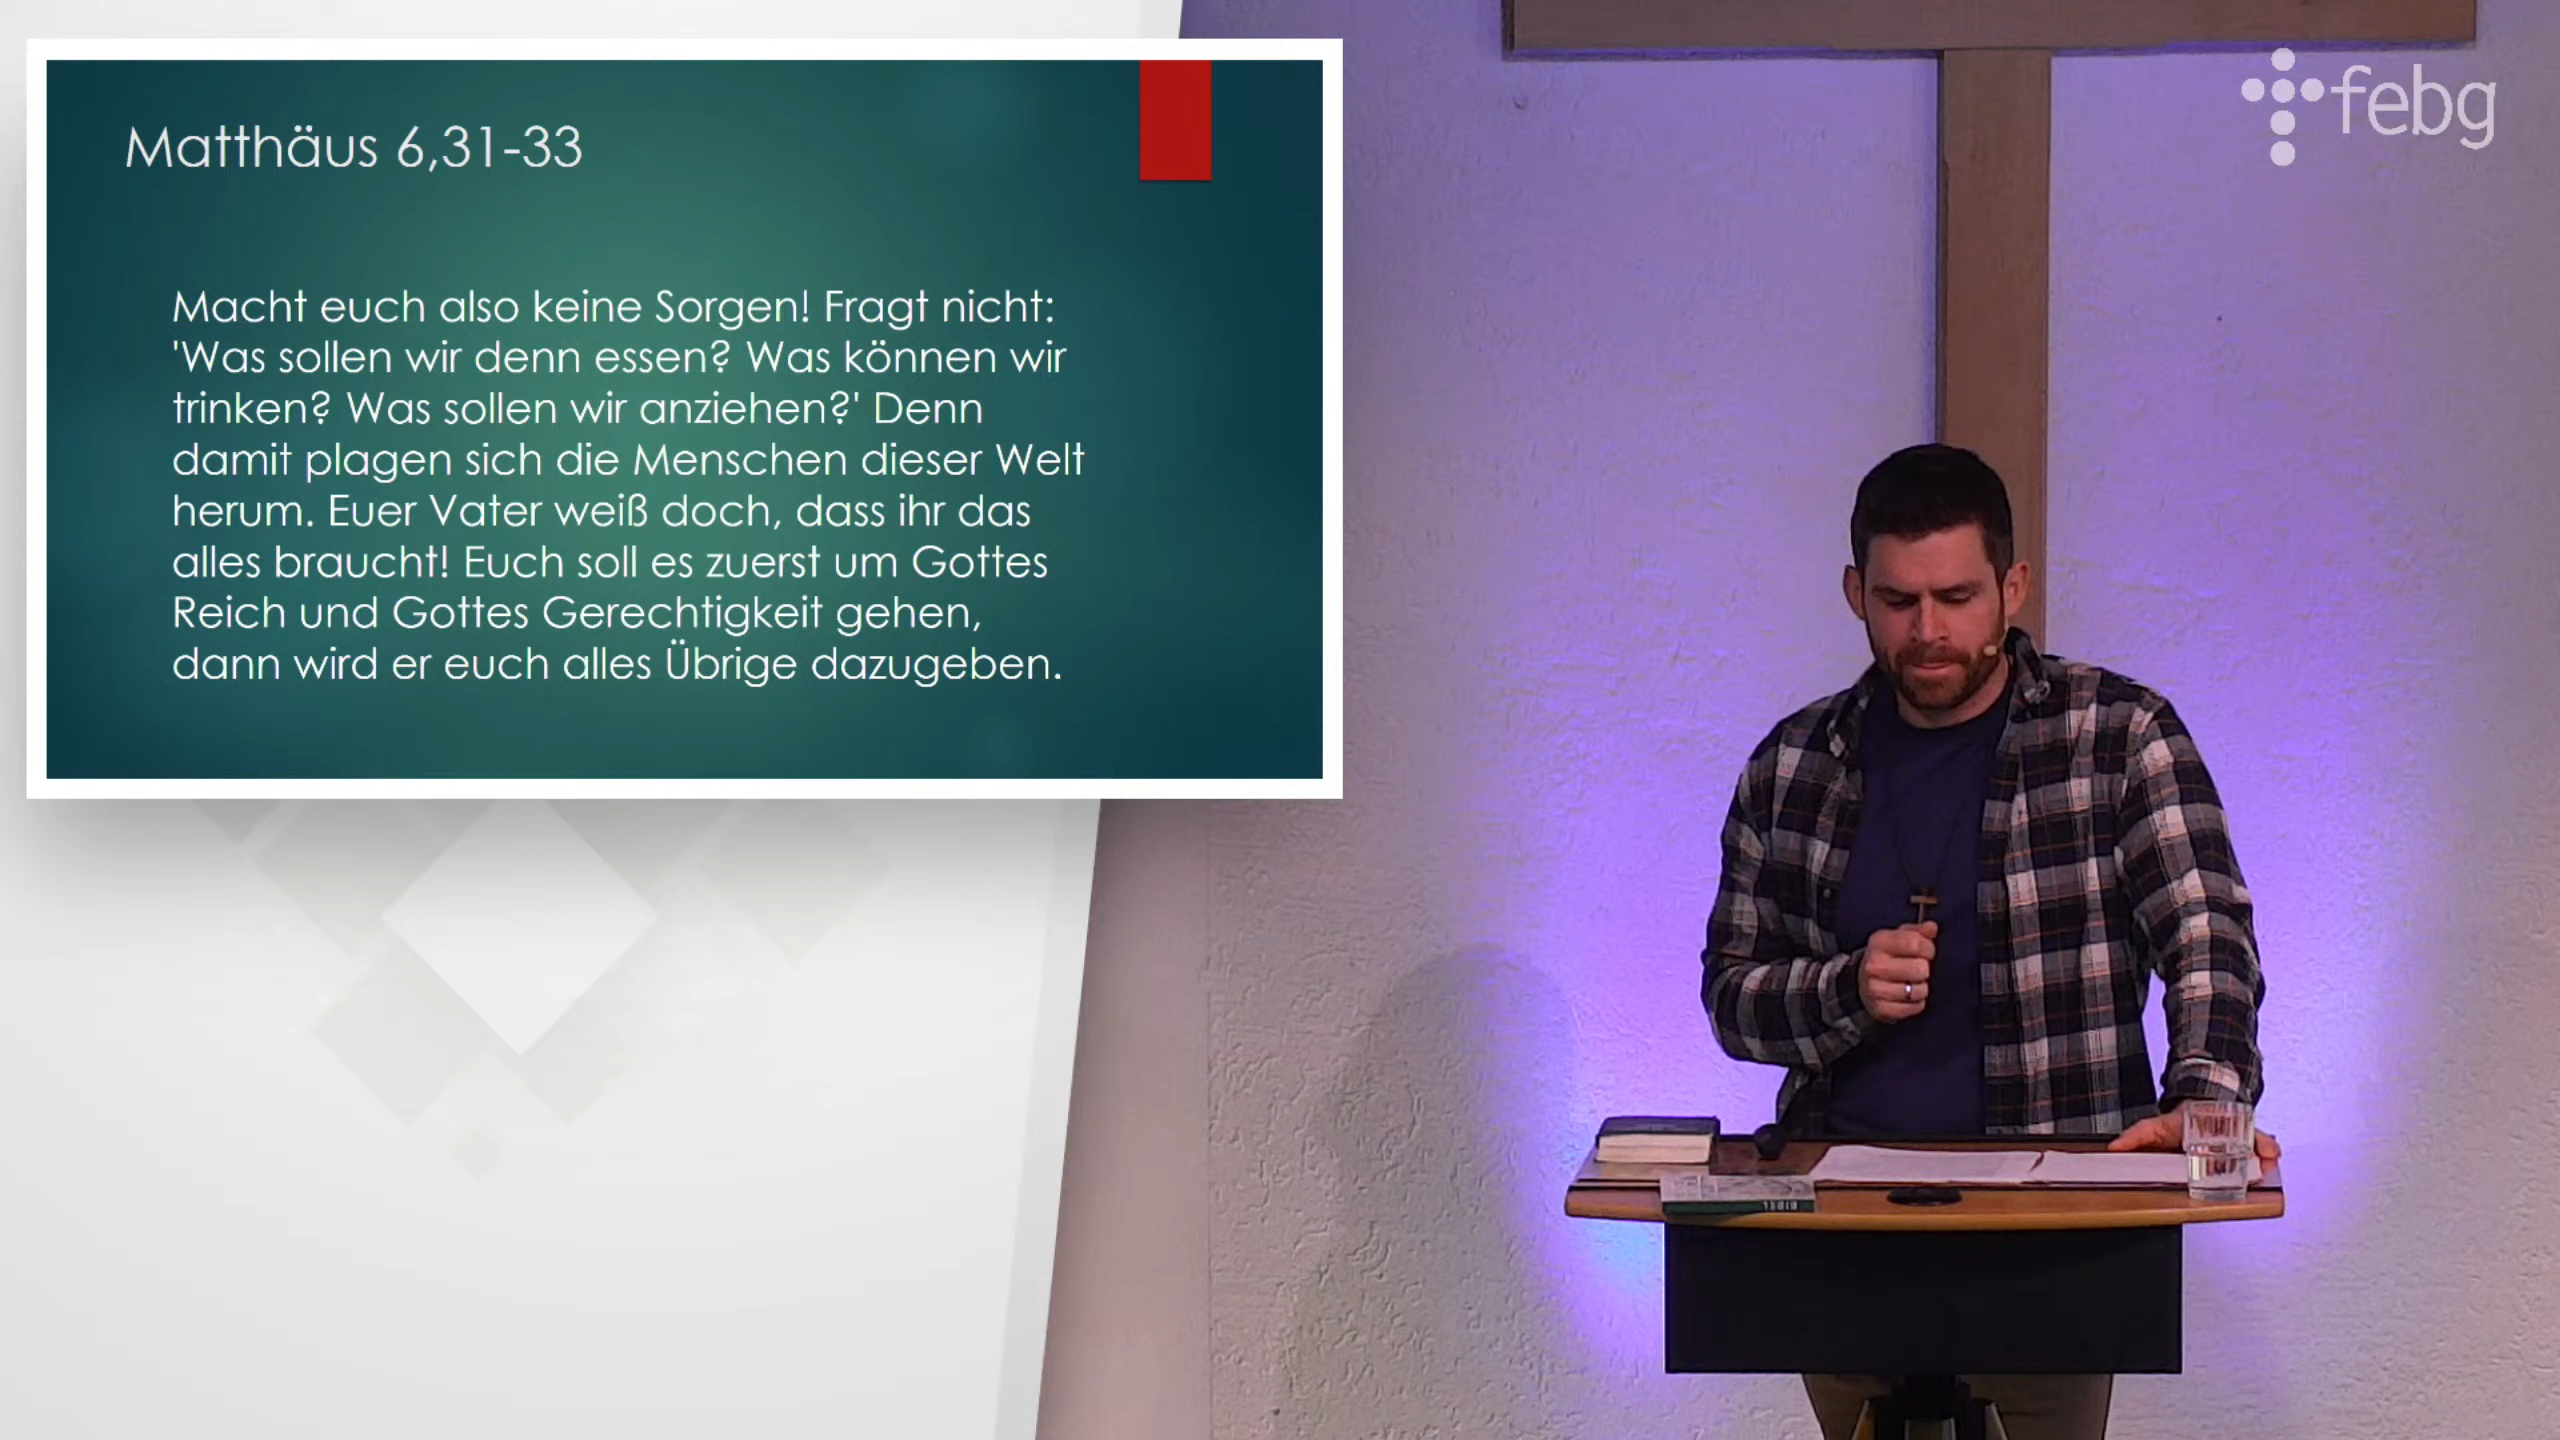 Matthäus 6,31-33
Macht euch also keine Sorgen! Fragt nicht:
'Was sollen wir denn essen? Was können wir
trinken? Was sollen wir anziehen?' Denn
damit plagen sich die Menschen dieser Welt
herum. Euer Vater weiß doch, dass ihr das
alles braucht! Euch soll es zuerst um Gottes
Reich und Gottes Gerechtigkeit gehen,
dann wird er euch alles Übrige dazugeben.
febg
BIBEL